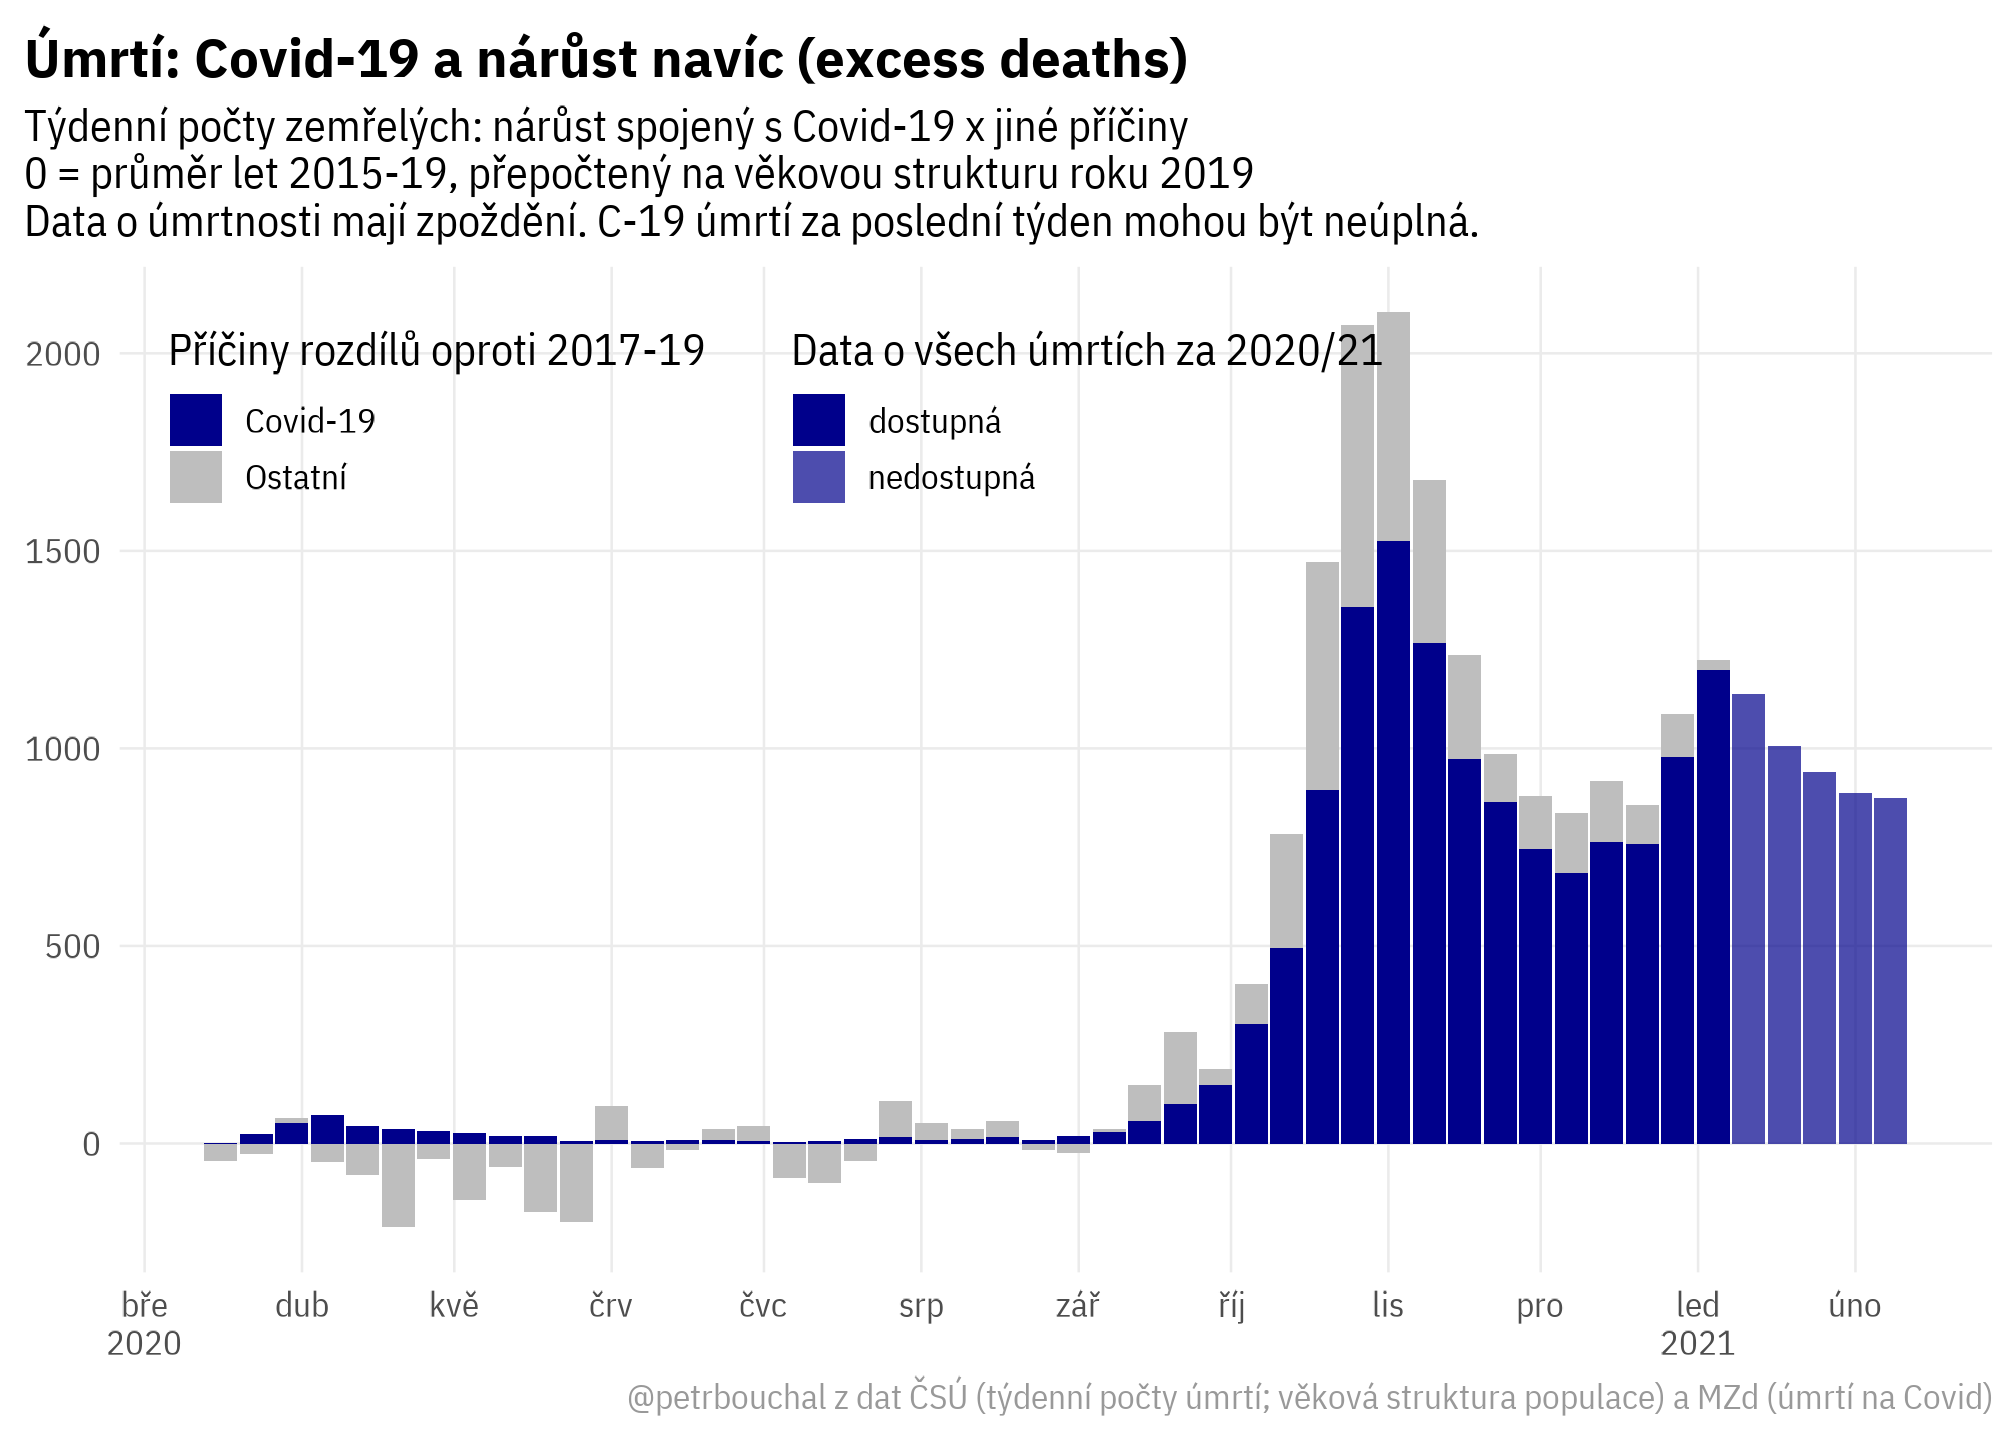 Úmrtí: Covid-19 a nárůst navíc (excess deaths)
Týdenní počty zemřelých: nárůst spojený s Covid-19 x jiné příčiny
0 = průměr let 2015-19, přepočtený na věkovou strukturu roku 2019
Data o úmrtnosti mají zpoždění. C-19 úmrtí za poslední týden mohou být neúplná.
Příčiny rozdílů oproti 2017-19
Covid-19
Ostatní
Data o všech úmrtích za 2020/21
dostupná
nedostupná
2000
1500
1000
500
0
bře dub kvě črv čvc srp zář říj lis pro led úno
2020 2021
@petrbouchal z dat ČSÚ (týdenní počty úmrtí; věková struktura populace) a MZd (úmrtí na Covid)